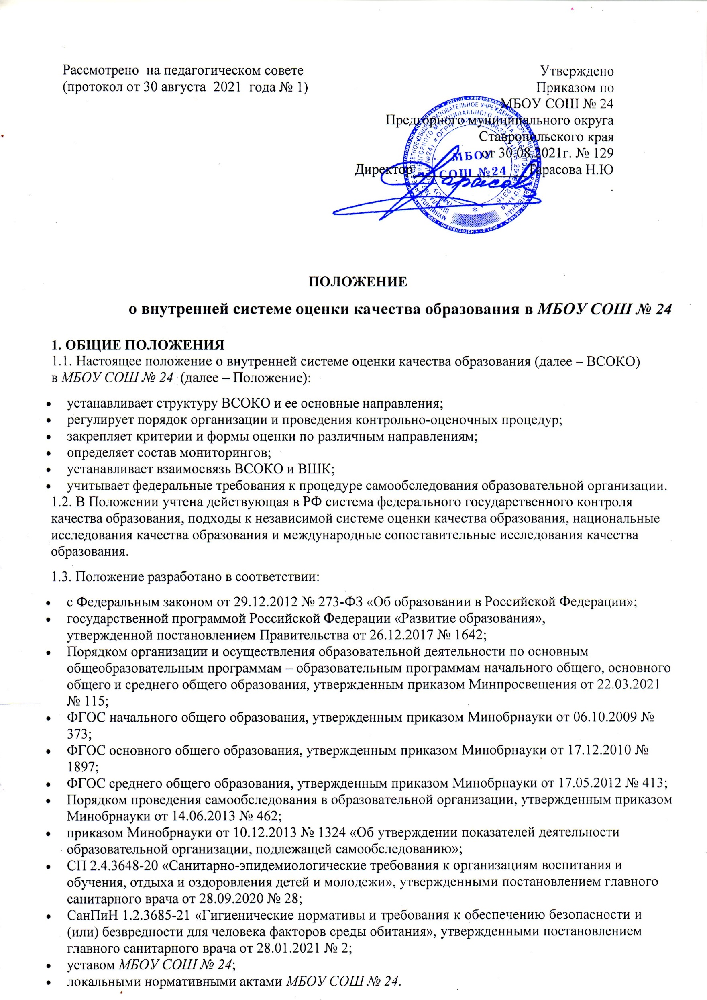 Рассмотрено на педагогическом совете
(протокол от 30 августа 2021 года № 1)
Утверждено
Приказом по
МБОУ СОШ № 24
Предгорного муниципального округа
Ставропольского края
от 30.08.2021г. № 129
Директор Тарасова Н.Ю
МБОУ
СОШ №24
ПОЛОЖЕНИЕ
о внутренней системе оценки качества образования в МБОУ СОШ № 24
1. ОБЩИЕ ПОЛОЖЕНИЯ
1.1. Настоящее положение о внутренней системе оценки качества образования (далее – ВСОКО)
в МБОУ СОШ № 24 (далее – Положение):
• устанавливает структуру ВСОКО и ее основные направления;
• регулирует порядок организации и проведения контрольно-оценочных процедур;
• закрепляет критерии и формы оценки по различным направлениям;
• определяет состав мониторингов;
• устанавливает взаимосвязь ВСОКО и ВШК;
• учитывает федеральные требования к процедуре самообследования образовательной организации.
1.2. В Положении учтена действующая в РФ система федерального государственного контроля
качества образования, подходы к независимой системе оценки качества образования, национальные
исследования качества образования и международные сопоставительные исследования качества
образования.
1.3. Положение разработано в соответствии:
• с Федеральным законом от 29.12.2012 № 273-ФЗ «Об образовании в Российской Федерации»;
• государственной программой Российской Федерации «Развитие образования»,
утвержденной постановлением Правительства от 26.12.2017 № 1642;
• Порядком организации и осуществления образовательной деятельности по основным
общеобразовательным программам – образовательным программам начального общего, основного
общего и среднего общего образования, утвержденным приказом Минпросвещения от 22.03.2021
№ 115;
• ФГОС начального общего образования, утвержденным приказом Минобрнауки от 06.10.2009 №
373;
• ФГОС основного общего образования, утвержденным приказом Минобрнауки от 17.12.2010 №
1897;
• ФГОС среднего общего образования, утвержденным приказом Минобрнауки от 17.05.2012 № 413;
• Порядком проведения самообследования в образовательной организации, утвержденным приказом
Минобрнауки от 14.06.2013 № 462;
• приказом Минобрнауки от 10.12.2013 № 1324 «Об утверждении показателей деятельности
образовательной организации, подлежащей самообследованию»;
• СП 2.4.3648-20 «Санитарно-эпидемиологические требования к организациям воспитания и
обучения, отдыха и оздоровления детей и молодежи», утвержденными постановлением главного
санитарного врача от 28.09.2020 № 28;
• СанПиН 1.2.3685-21 «Гигиенические нормативы и требования к обеспечению безопасности и
(или) безвредности для человека факторов среды обитания», утвержденными постановлением
главного санитарного врача от 28.01.2021 № 2;
• уставом МБОУ СОШ № 24;
• локальными нормативными актами МБОУ СОШ № 24.